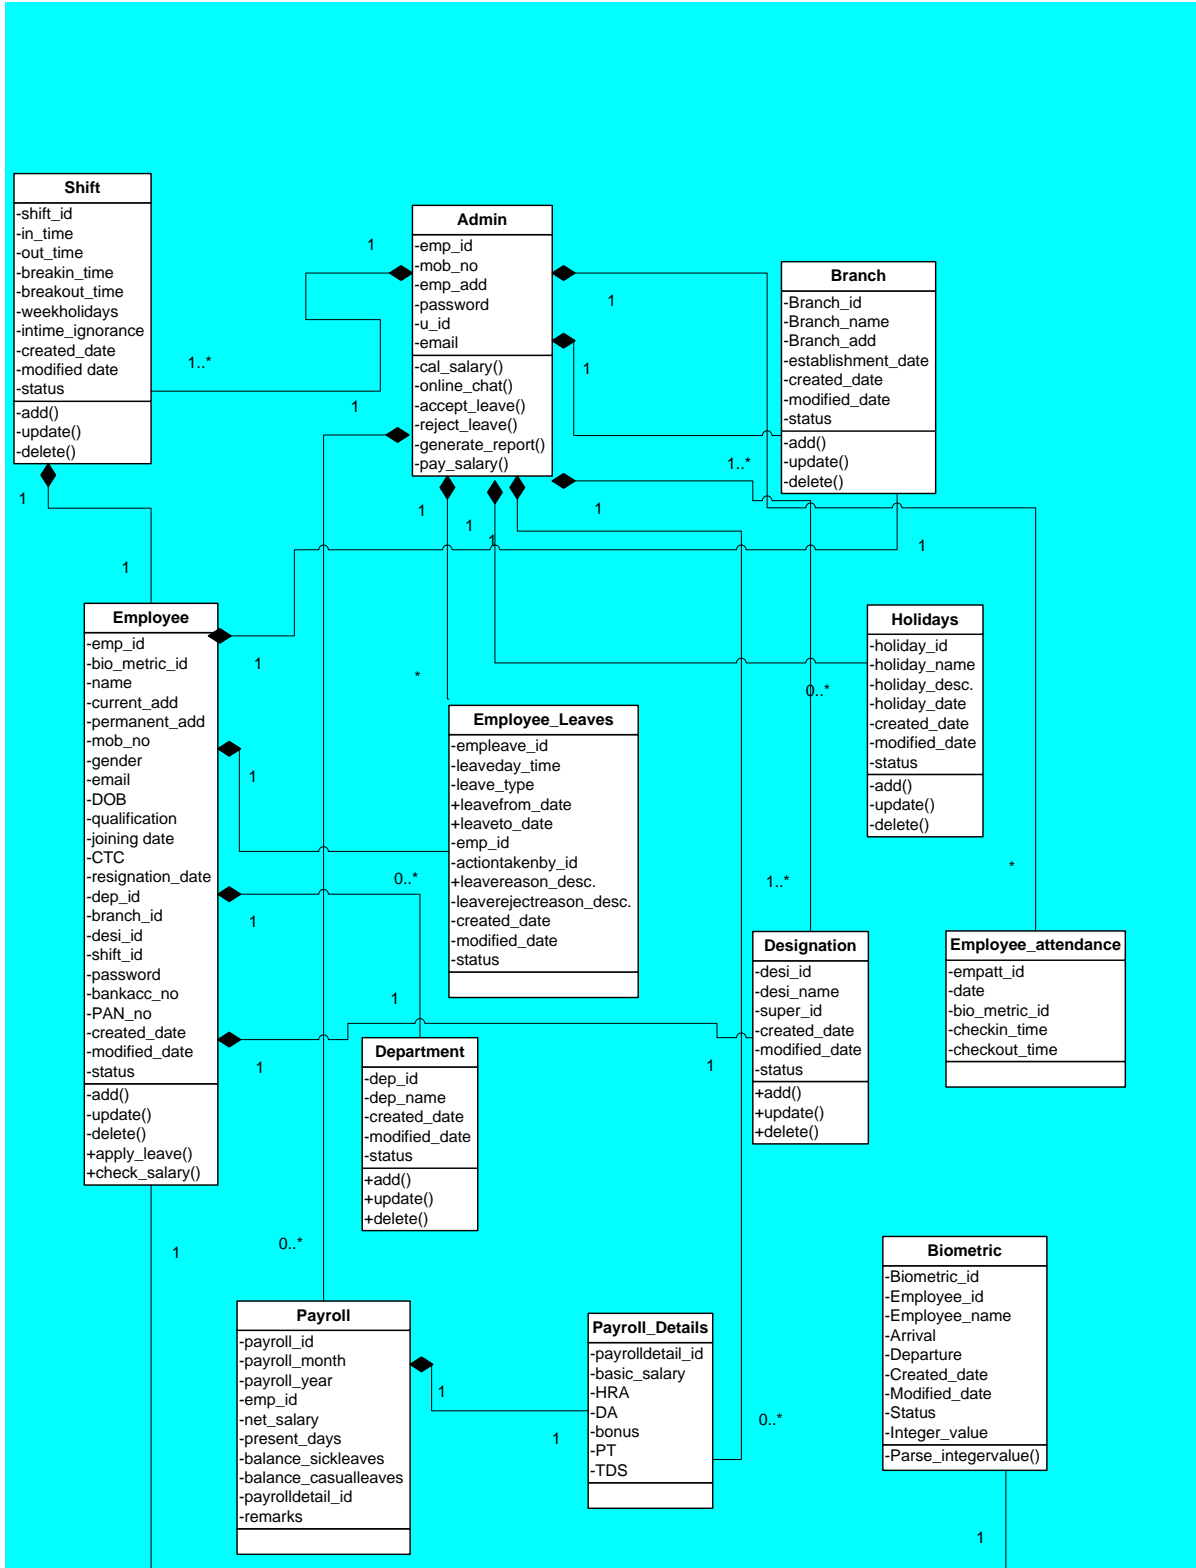 Shift
-shift_id
-in_time
-out_time
-breakin_time
-breakout_time
-weekholidays
-intime_ignorance
-created_date
-modified date
-status
-add()
-update()
-delete()
1
1
1
1..*
Admin
-emp_id
-mob_no
-emp_add
-password
-u_id
-email
-cal_salary()
-online_chat()
-accept_leave()
-reject_leave()
-generate_report()
-pay_salary()
1
1
1
1
1
1
1
Branch
-Branch_id
-Branch_name
-Branch_add
-establishment_date
-created_date
-modified_date
-status
-add()
-update()
-delete()
1..*
1
Employee
-emp_id
-bio_metric_id
-name
-current_add
-permanent_add
-mob_no
-gender
-email
-DOB
-qualification
-joining date
-CTC
-resignation_date
-dep_id
-branch_id
-desi_id
-shift_id
-password
-bankacc_no
-PAN_no
-created_date
-modified_date
-status
-add()
-update()
-delete()
+apply_leave()
+check_salary()
1
1
1
1
1
*
Employee_Leaves
-empleave_id
-leaveday_time
-leave_type
+leavefrom_date
+leaveto_date
-emp_id
-actiontakenby_id
+leavereason_desc.
-leaverejectreason_desc.
-created_date
-modified_date
-status
0..*
Holidays
-holiday_id
-holiday_name
-holiday_desc.
-holiday_date
-created_date
-modified_date
-status
-add()
-update()
-delete()
0..*
1..*
Designation
-desi_id
-desi_name
-super_id
-created_date
-modified_date
-status
+add()
+update()
+delete()
1
*
Employee_attendance
-empatt_id
-date
-bio_metric_id
-checkin_time
-checkout_time
1
Department
-dep_id
-dep_name
-created_date
-modified_date
-status
+add()
+update()
+delete()
0..*
Payroll
-payroll_id
-payroll_month
-payroll_year
-emp_id
-net_salary
-present_days
-balance_sickleaves
-balance_casualleaves
-payrolldetail_id
-remarks
1
1
Payroll_Details
-payrolldetail_id
-basic_salary
-HRA
-DA
-bonus
-PT
-TDS
0..*
Biometric
-Biometric_id
-Employee_id
-Employee_name
-Arrival
-Departure
-Created_date
-Modified_date
-Status
-Integer_value
-Parse_integervalue()
1